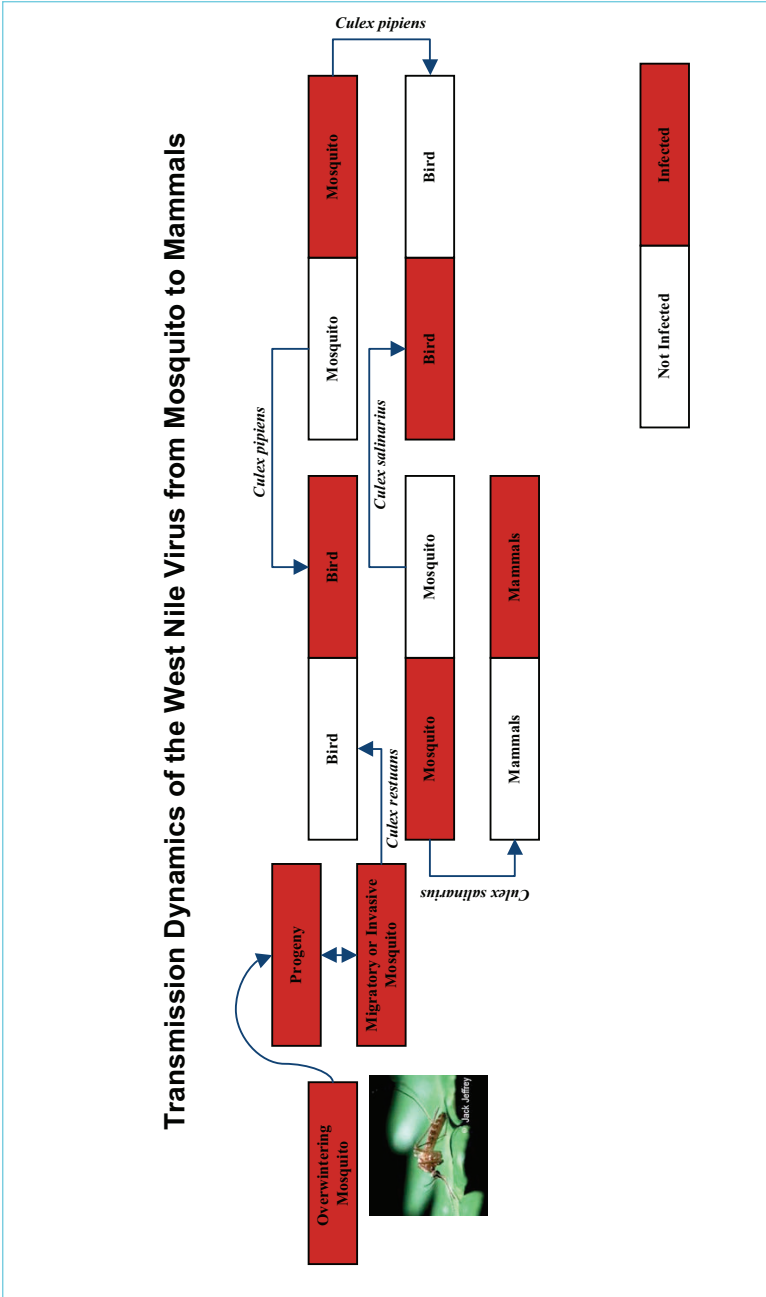 Transmission Dynamics of the West Nile Virus from Mosquito to Mammals
Overwintering
Mosquito
© Jack Jeffrey
Progeny
Migratory or Invasive
Mosquito
Culex restuans
Bird
Bird
Culex pipiens
Mosquito
Mosquito
Culex pipiens
Mosquito
Mosquito
Culex salinarius
Bird
Bird
Culex salinarius
Mammals
Mammals
Not Infected
Infected